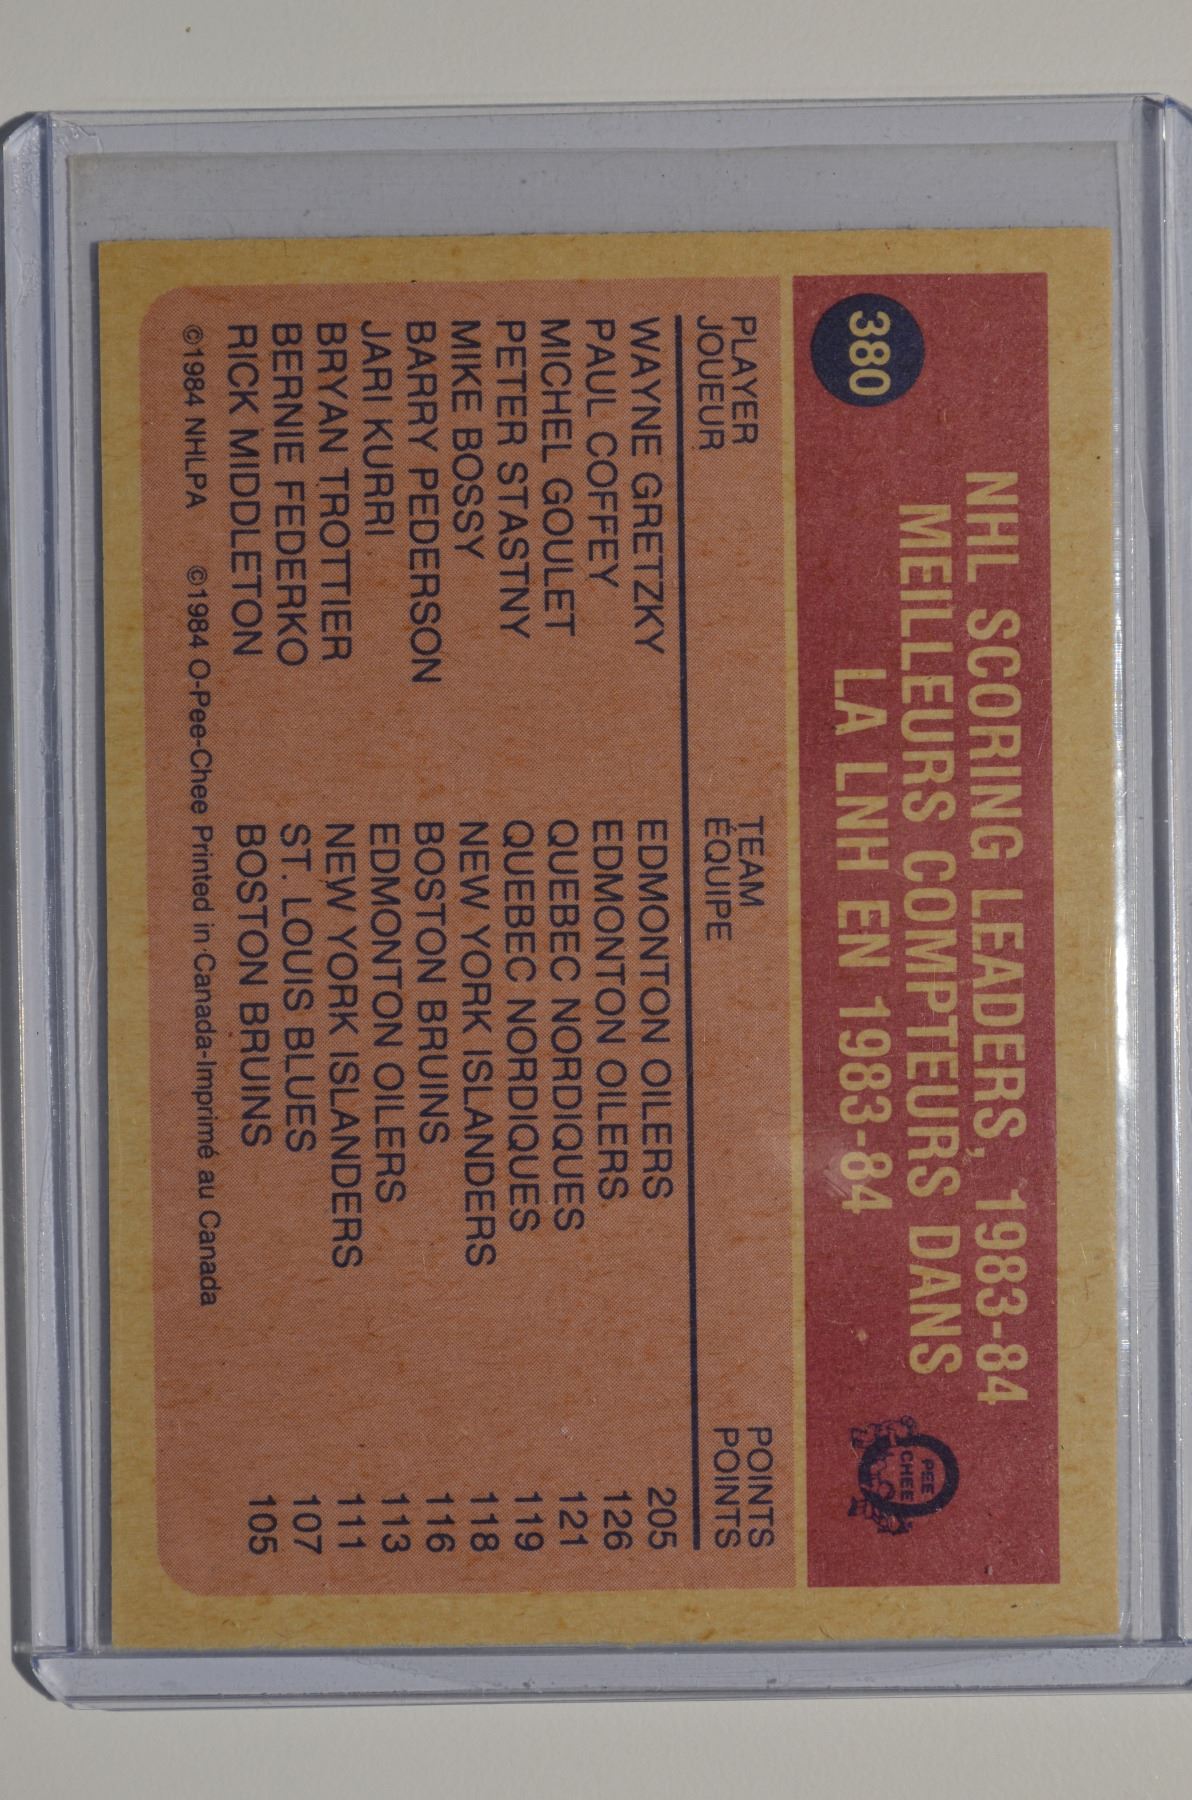 380
NHL SCORING LEADERS, 1983-84
MEILLEURS COMPTEURS DANS
LA LNH EN 1983-84
PEE
CHEE
PLAYER TEAM POINTS
JOUEUR ÉQUIPE POINTS
WAYNE GRETZKY EDMONTON OILERS 205
PAUL COFFEY EDMONTON OILERS 126
MICHEL GOULET QUEBEC NORDIQUES 121
PETER STASTNY QUEBEC NORDIQUES 119
MIKE BOSSY NEW YORK ISLANDERS 118
BARRY PEDERSON BOSTON BRUINS 116
JARI KURRI EDMONTON OILERS 113
BRYAN TROTTIER NEW YORK ISLANDERS 111
BERNIE FEDERKO ST. LOUIS BLUES 107
RICK MIDDLETON BOSTON BRUINS 105
©1984 NHLPA ©1984 O-Pee-Chee Printed in Canada-Imprimé au Canada